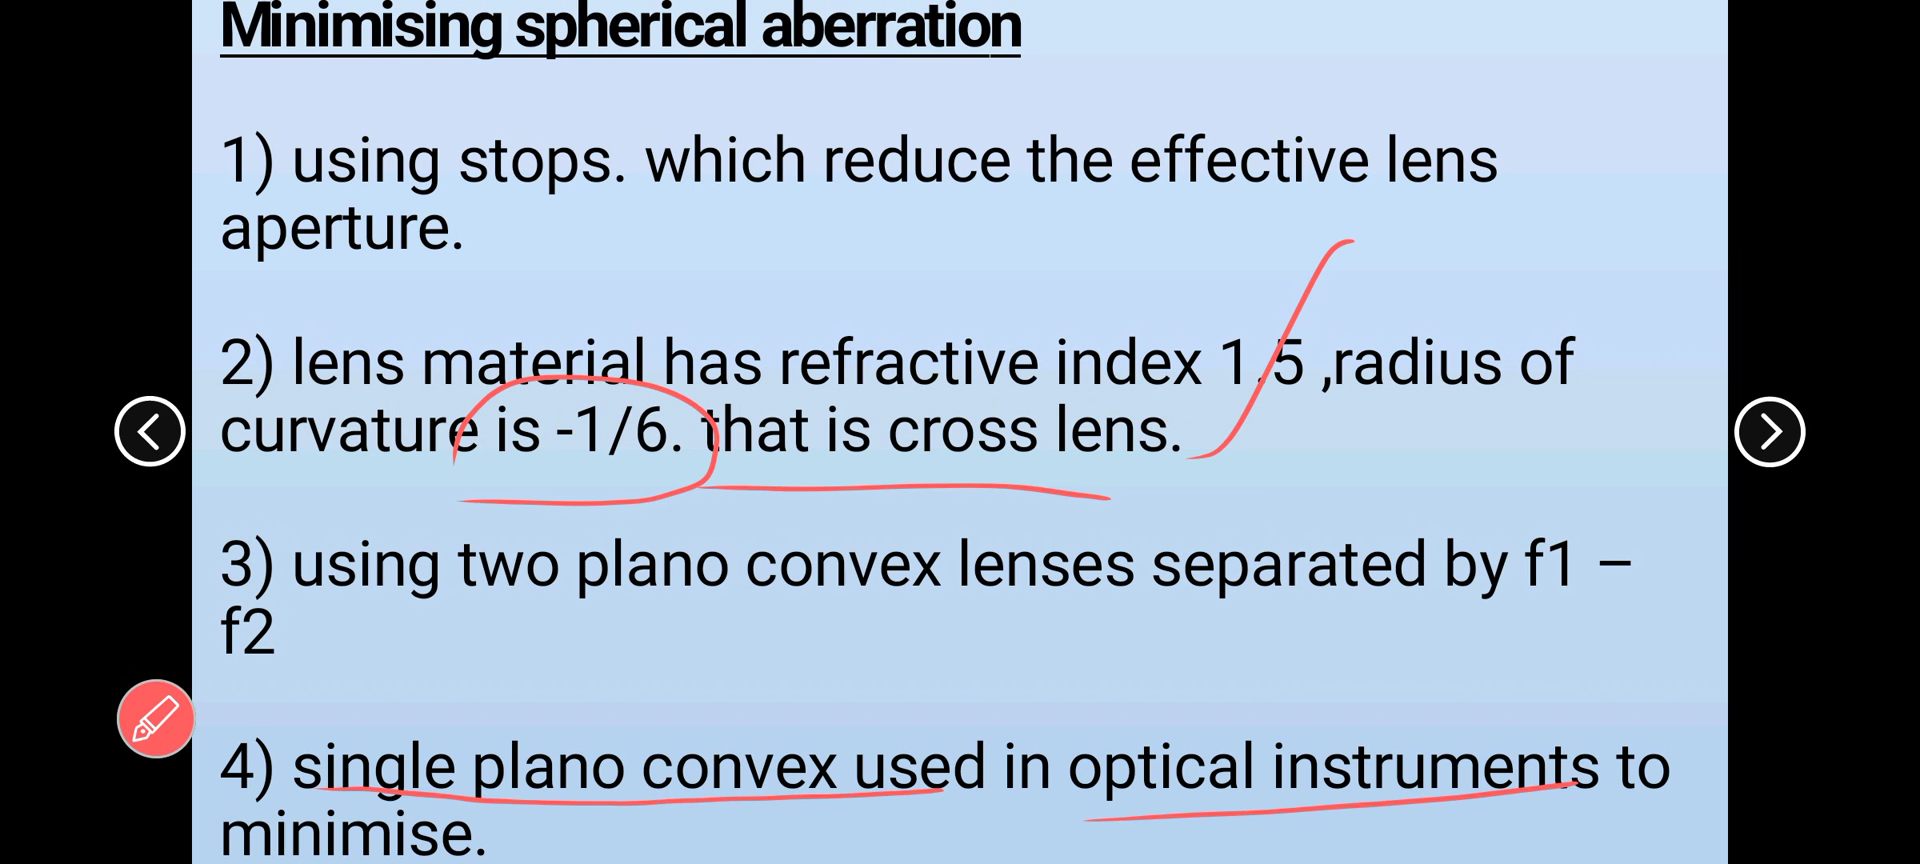 Minimising spherical aberration
1) using stops. which reduce the effective lens
aperture.
2) lens material has refractive index 1.5 ,radius of
curvature is -1/6. that is cross lens.
3) using two plano convex lenses separated by f1 –
f2
4) single plano convex used in optical instruments to
minimise.